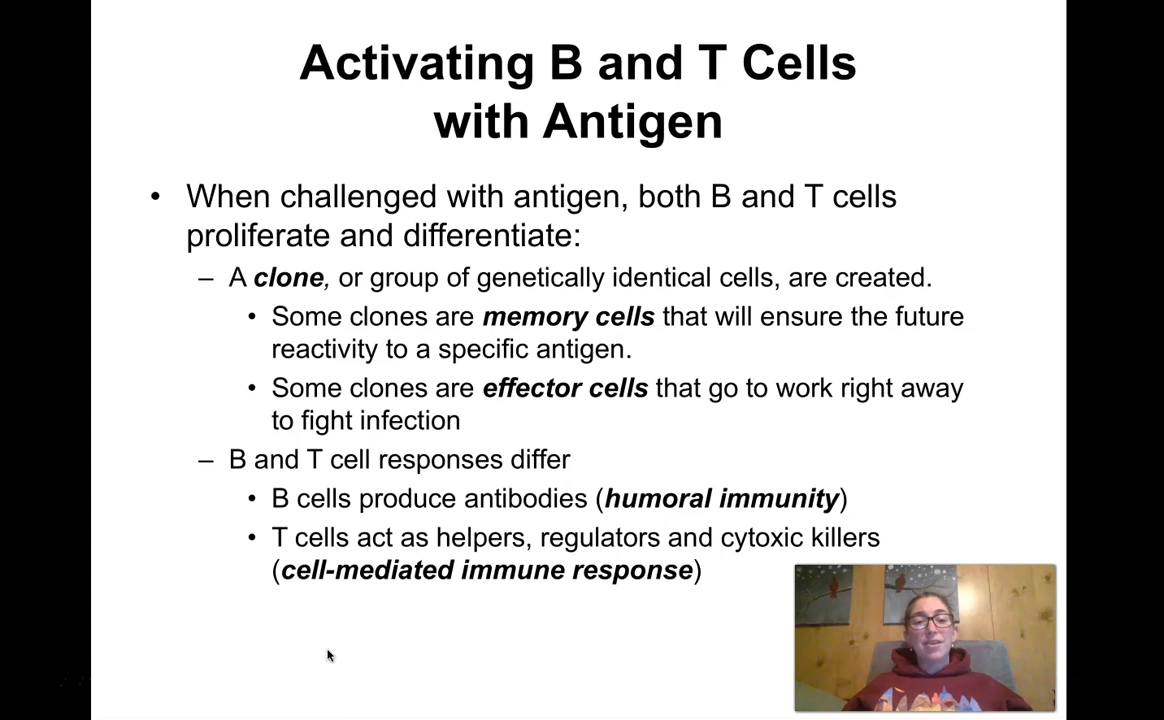 Activating B and T Cells
with Antigen
• When challenged with antigen, both B and T cells
proliferate and differentiate:
– A clone, or group of genetically identical cells, are created.
• Some clones are memory cells that will ensure the future
reactivity to a specific antigen.
• Some clones are effector cells that go to work right away
to fight infection
– B and T cell responses differ
• B cells produce antibodies (humoral immunity)
• T cells act as helpers, regulators and cytoxic killers
(cell-mediated immune response)